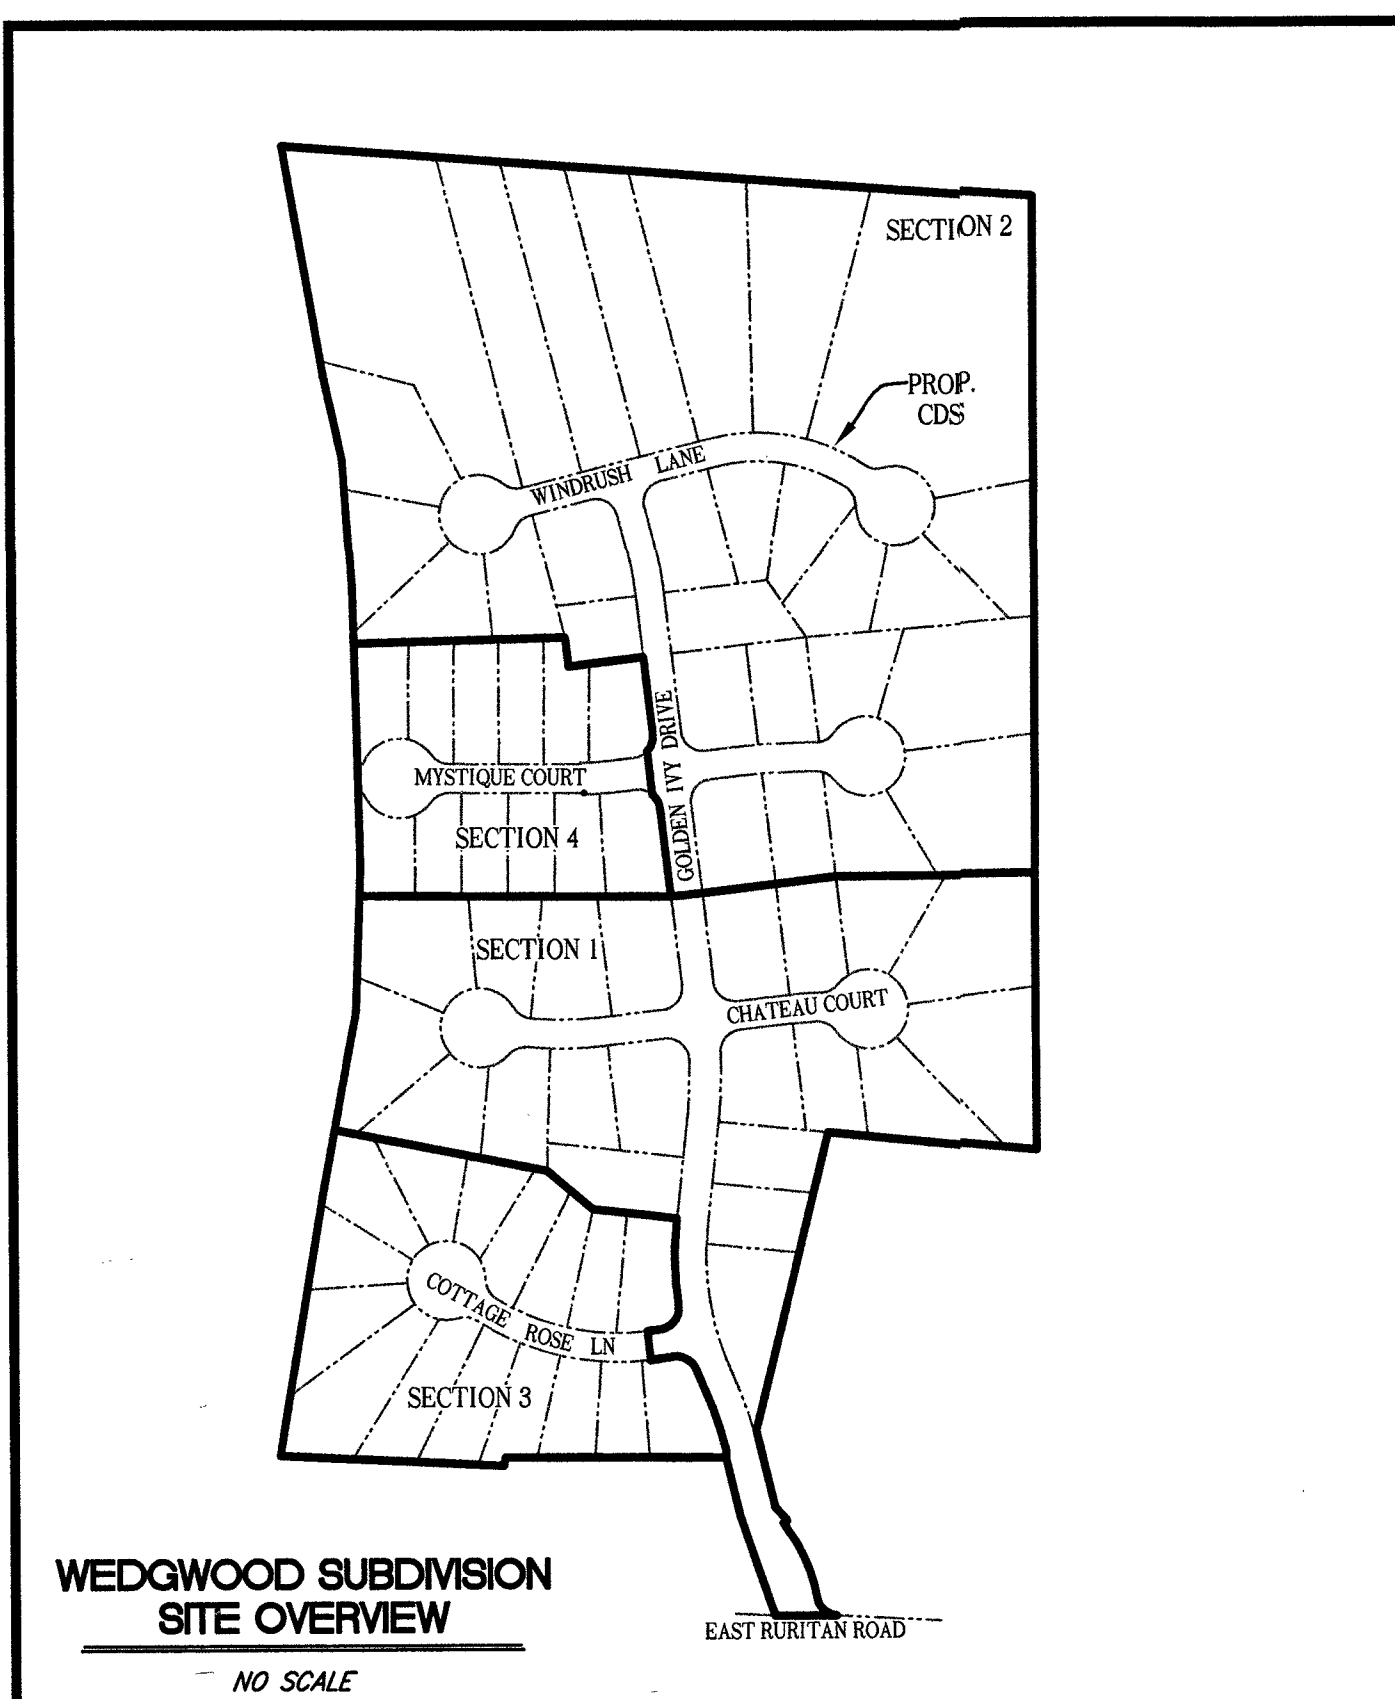 SECTION 2
PROP.
CDS
WINDRUSH LANE
GOLDEN IVY DRIVE
MYSTIQUE COURT
SECTION 4
SECTION 1
CHATEAU COURT
COTTAGE ROSE LN
SECTION 3
WEDGWOOD SUBDIVISION
SITE OVERVIEW
EAST RURITAN ROAD
NO SCALE